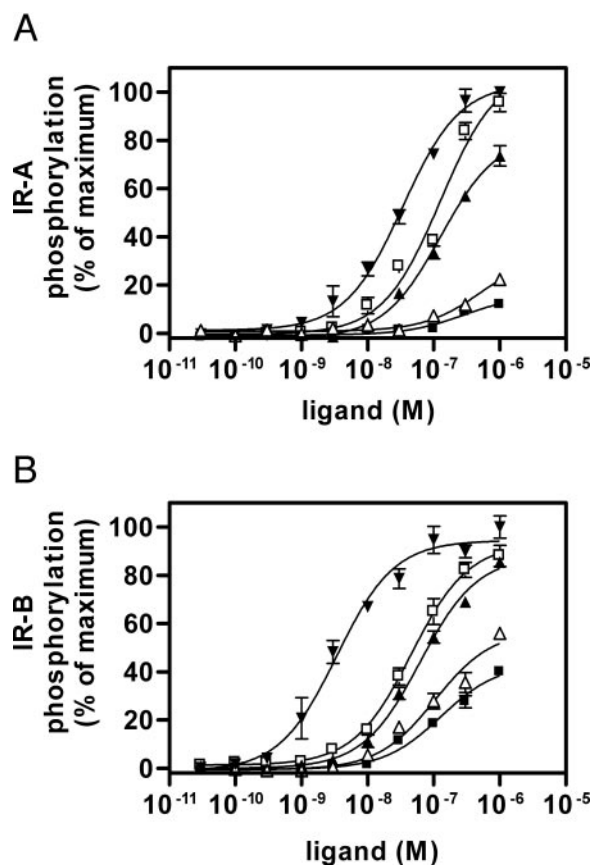 A
IR-A
phosphorylation
(% of maximum)
100
80
60
40
20
0
10⁻¹¹ 10⁻¹⁰ 10⁻⁹ 10⁻⁸ 10⁻⁷ 10⁻⁶ 10⁻⁵
ligand (M)
B
IR-B
phosphorylation
(% of maximum)
100
80
60
40
20
0
10⁻¹¹ 10⁻¹⁰ 10⁻⁹ 10⁻⁸ 10⁻⁷ 10⁻⁶ 10⁻⁵
ligand (M)